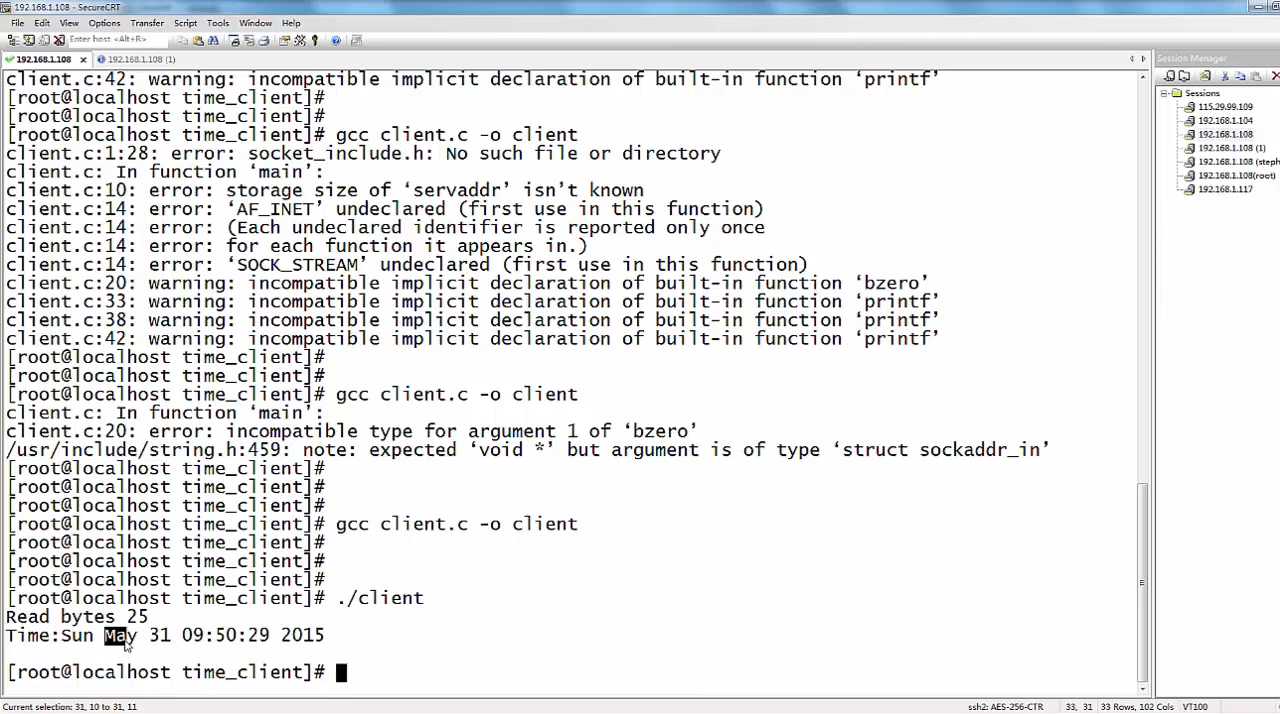 192.168.1.108 - SecureCRT
File Edit View Options Transfer Script Tools Window Help
Enter host <Alt+R>
192.168.1.108 192.168.1.108 (1)
Session Manager
client.c:42: warning: incompatible implicit declaration of built-in function ‘printf’
[root@localhost time_client]#
[root@localhost time_client]#
[root@localhost time_client]# gcc client.c -o client
client.c:1:28: error: socket_include.h: No such file or directory
client.c: In function ‘main’:
client.c:10: error: storage size of ‘servaddr’ isn’t known
client.c:14: error: ‘AF_INET’ undeclared (first use in this function)
client.c:14: error: (Each undeclared identifier is reported only once
client.c:14: error: for each function it appears in.)
client.c:14: error: ‘SOCK_STREAM’ undeclared (first use in this function)
client.c:20: warning: incompatible implicit declaration of built-in function ‘bzero’
client.c:33: warning: incompatible implicit declaration of built-in function ‘printf’
client.c:38: warning: incompatible implicit declaration of built-in function ‘printf’
client.c:42: warning: incompatible implicit declaration of built-in function ‘printf’
[root@localhost time_client]#
[root@localhost time_client]#
[root@localhost time_client]# gcc client.c -o client
client.c: In function ‘main’:
client.c:20: error: incompatible type for argument 1 of ‘bzero’
/usr/include/string.h:459: note: expected ‘void *’ but argument is of type ‘struct sockaddr_in’
[root@localhost time_client]#
[root@localhost time_client]#
[root@localhost time_client]#
[root@localhost time_client]# gcc client.c -o client
[root@localhost time_client]#
[root@localhost time_client]#
[root@localhost time_client]#
[root@localhost time_client]# ./client
Read bytes 25
Time:Sun May 31 09:50:29 2015
[root@localhost time_client]#
Sessions
115.29.99.109
192.168.1.104
192.168.1.108
192.168.1.108 (1)
192.168.1.108 (steph
192.168.1.108(root)
192.168.1.117
Current selection: 31, 10 to 31, 11
ssh2: AES-256-CTR 33, 31 33 Rows, 102 Cols VT100